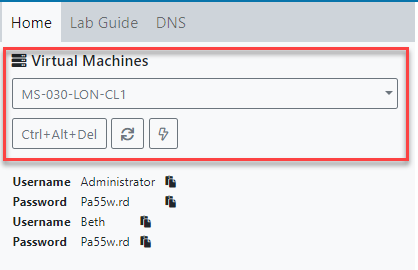 Home Lab Guide DNS
Virtual Machines
MS-030-LON-CL1
Ctrl+Alt+Del
Username Administrator
Password Pa55w.rd
Username Beth
Password Pa55w.rd